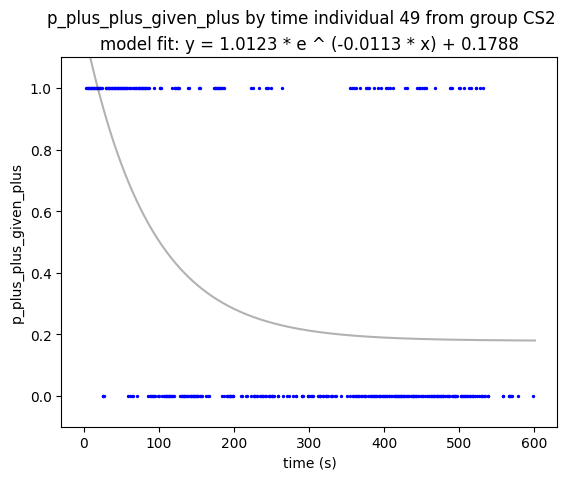 p_plus_plus_given_plus by time individual 49 from group CS2
model fit: y = 1.0123 * e ^ (-0.0113 * x) + 0.1788
1.0
0.8
0.6
0.4
0.2
0.0
p_plus_plus_given_plus
0 100 200 300 400 500 600
time (s)